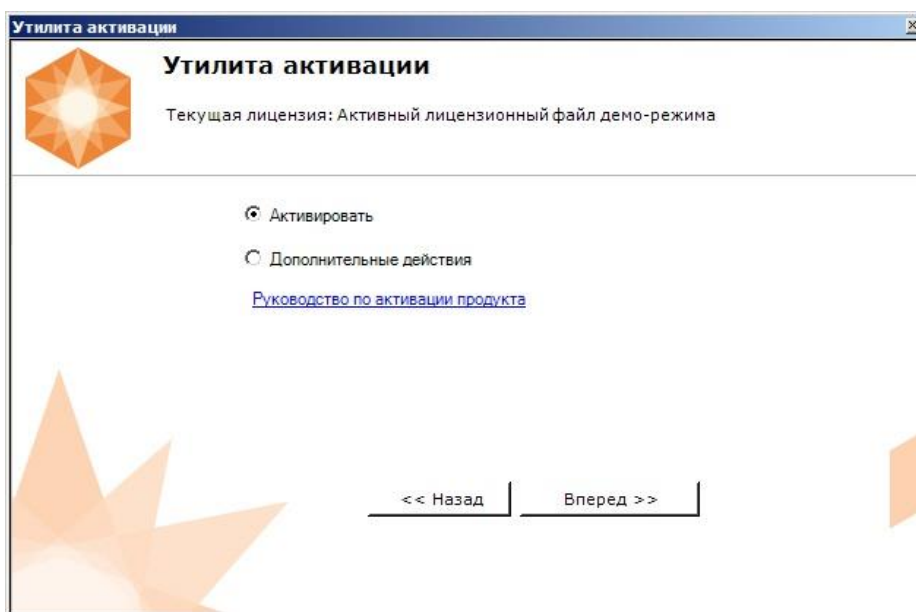 Утилита активации
Утилита активации
Текущая лицензия: Активный лицензионный файл демо-режима
Активировать
Дополнительные действия
Руководство по активации продукта
<< Назад
Вперед >>